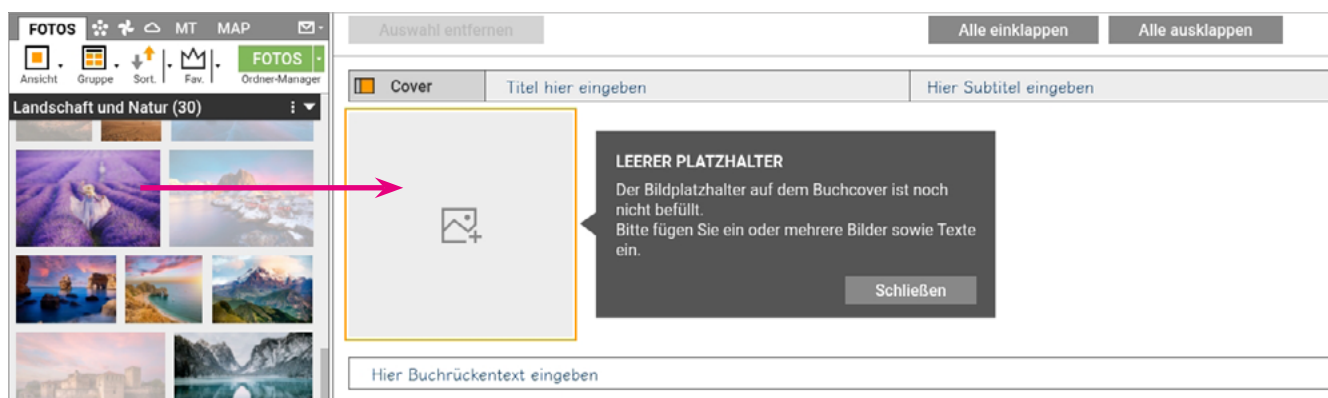 FOTOS MT MAP
Ansicht Gruppe Sort. Fav. FOTOS Ordner-Manager
Landschaft und Natur (30)
Auswahl entfernen
Alle einklappen
Alle ausklappen
Cover
Titel hier eingeben
Hier Subtitel eingeben
LEERER PLATZHALTER
Der Bildplatzhalter auf dem Buchcover ist noch
nicht befüllt.
Bitte fügen Sie ein oder mehrere Bilder sowie Texte
ein.
Schließen
Hier Buchrückentext eingeben